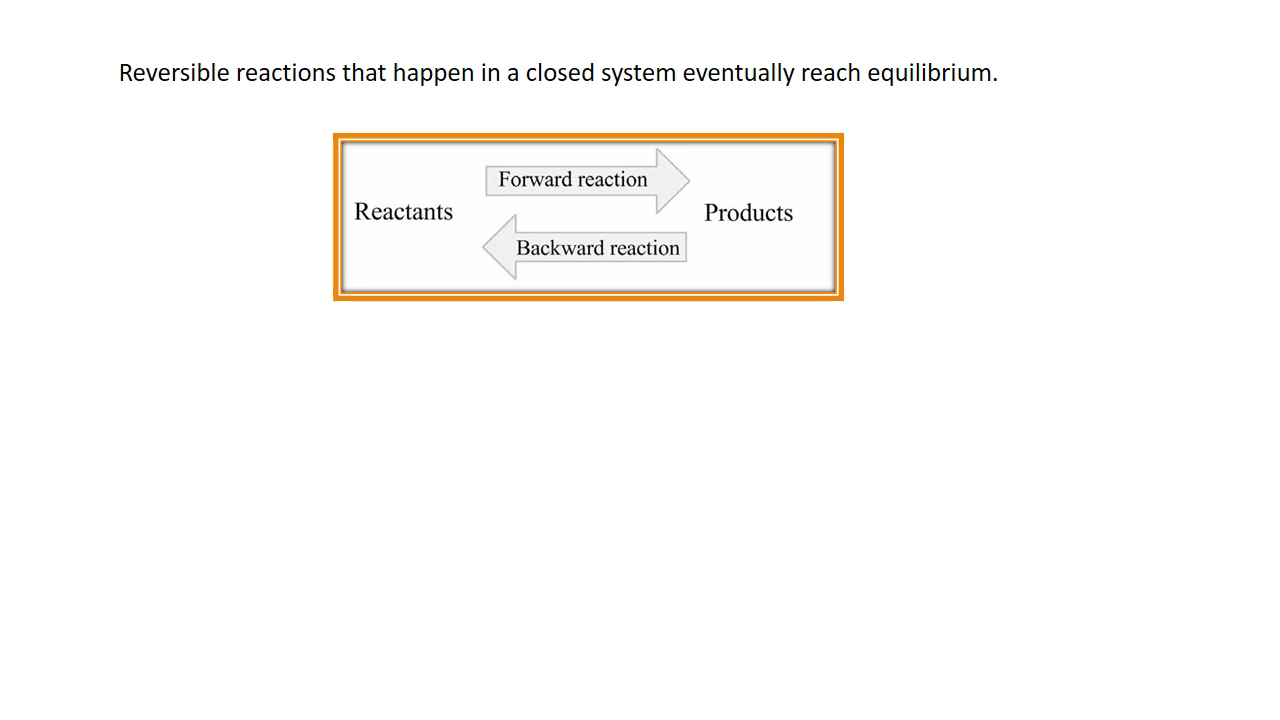 Reversible reactions that happen in a closed system eventually reach equilibrium.
Forward reaction
Reactants
Products
Backward reaction